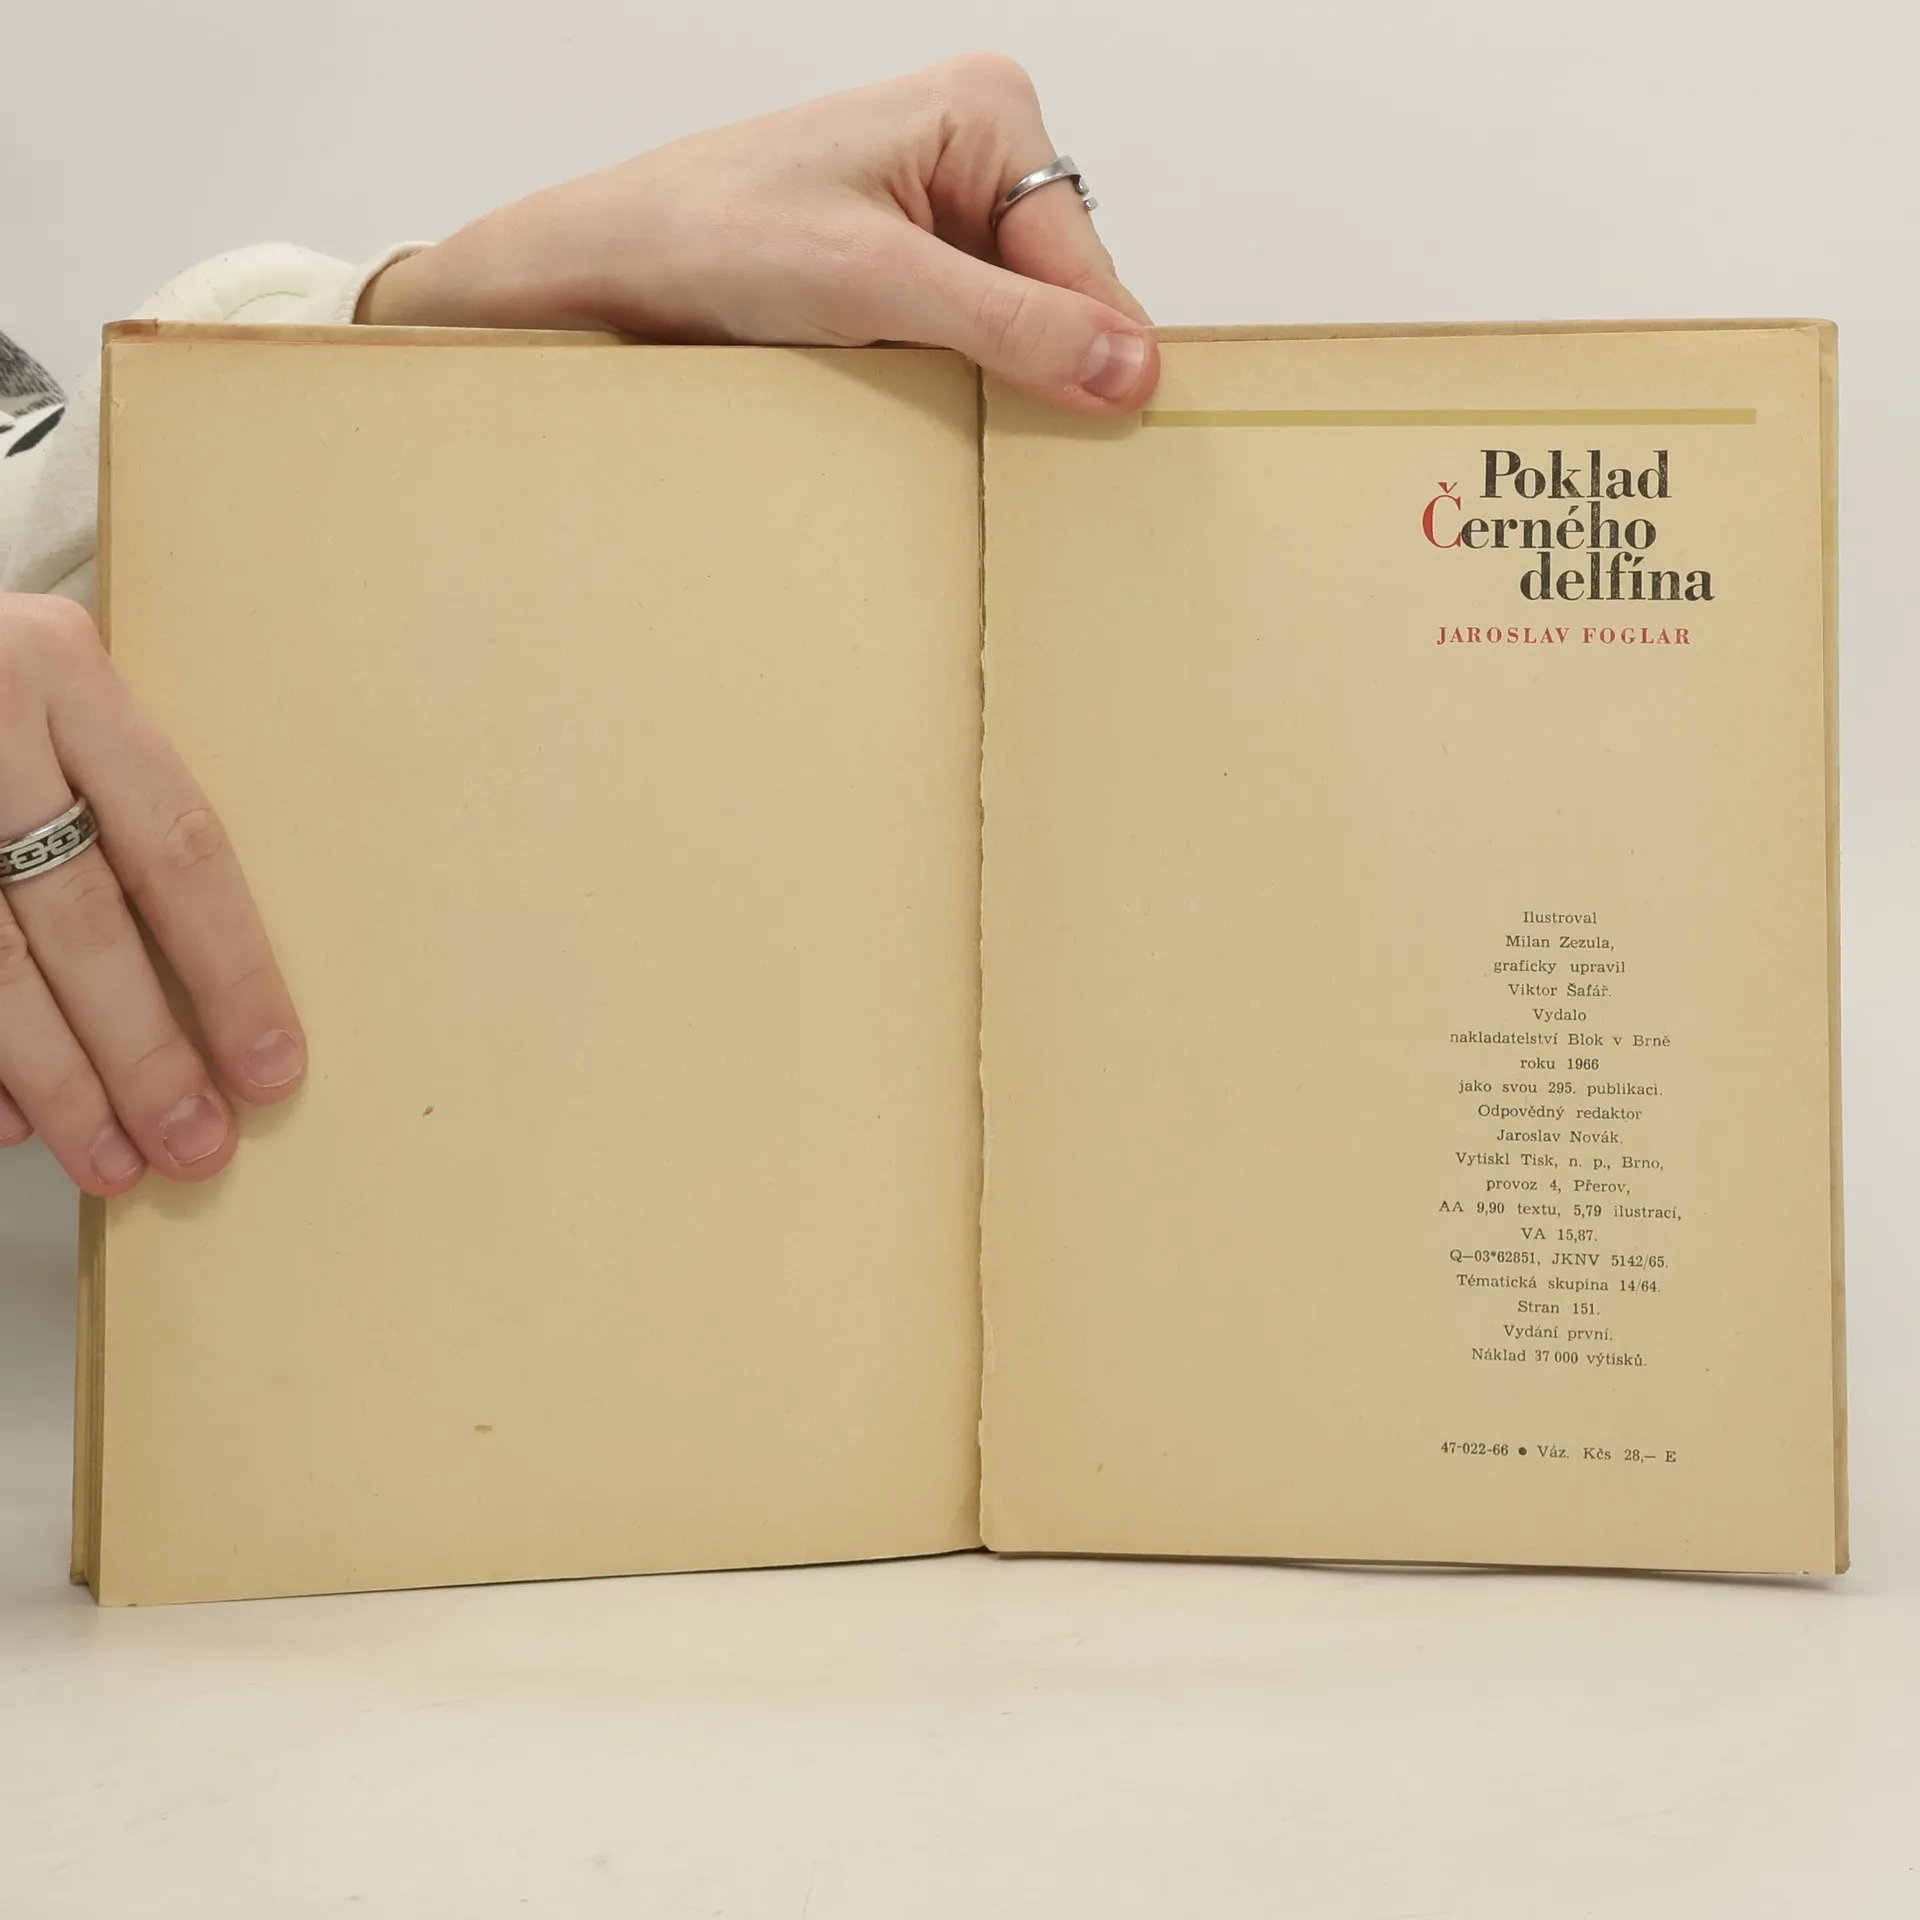 Poklad
Černého
delfína
JAROSLAV FOGLAR
Ilustroval
Milan Zezula,
graficky upravil
Viktor Šafář.
Vydalo
nakladatelství Blok v Brně
roku 1966
jako svou 295. publikaci.
Odpovědný redaktor
Jaroslav Novák.
Vytiskl Tisk, n. p., Brno,
provoz 4, Přerov,
AA 9,90 textu, 5,79 ilustrací,
VA 15,87.
Q—03*62851, JKNV 5142/65.
Tématická skupina 14/64.
Stran 151.
Vydání první.
Náklad 37 000 výtisků.
47-022-66 ● Váz. Kčs 28,— E